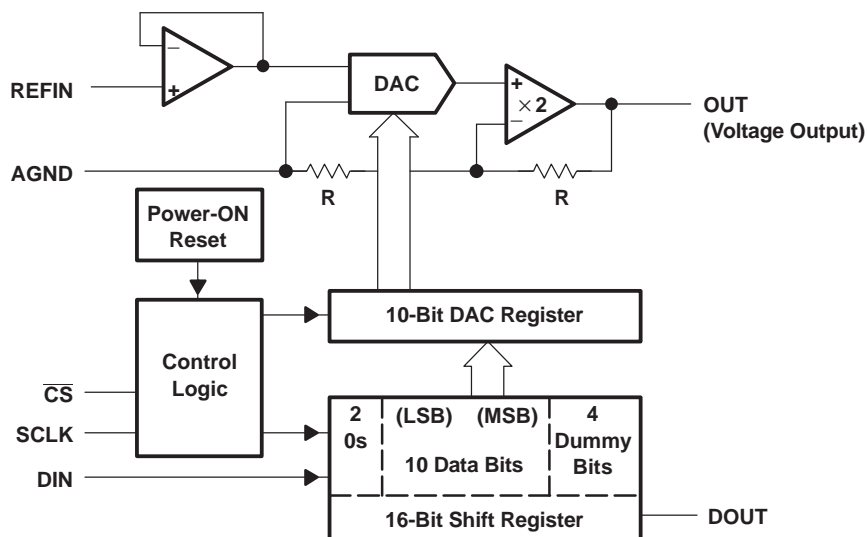 −
REFIN
+
DAC
+
× 2
−
OUT
(Voltage Output)
AGND
R
R
Power-ON
Reset
10-Bit DAC Register
Control
Logic
CS
SCLK
DIN
2
0s
(LSB) (MSB)
10 Data Bits
4
Dummy
Bits
16-Bit Shift Register
DOUT